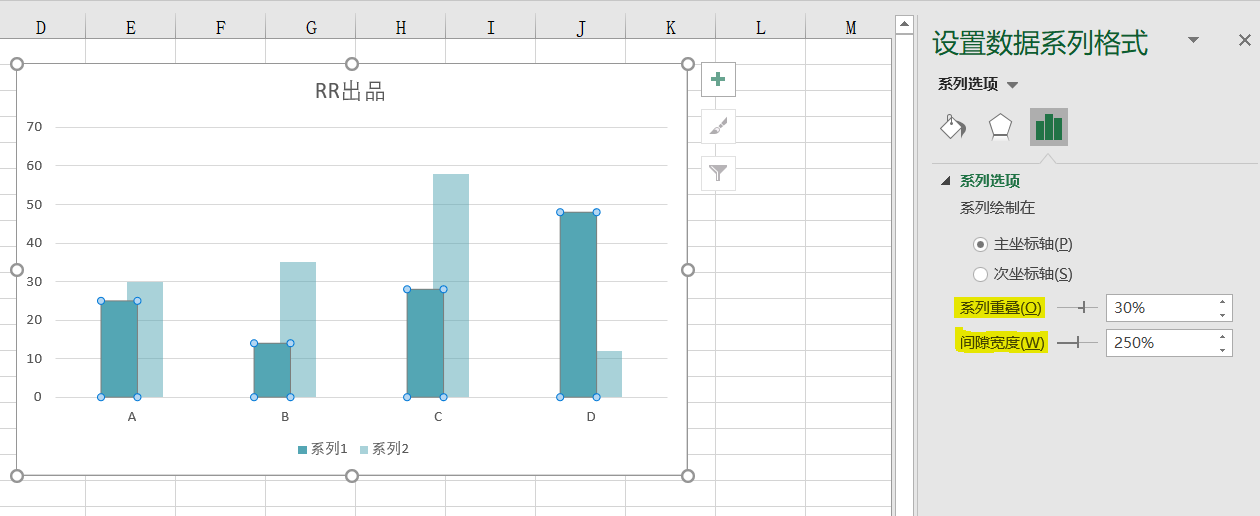 D E F G H I J K L M
设置数据系列格式
系列选项
RR出品
70
60
50
40
30
20
10
0
A B C D
系列1 系列2
系列选项
系列绘制在
主坐标轴(P)
次坐标轴(S)
系列重叠(O) 30%
间隙宽度(W) 250%